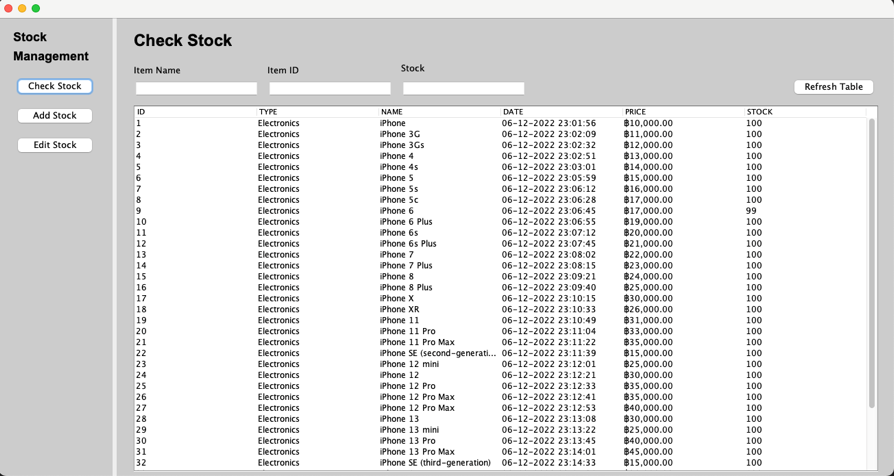 Stock
Management
Check Stock
Add Stock
Edit Stock
Check Stock
Item Name Item ID Stock
Refresh Table
ID TYPE NAME DATE PRICE STOCK
1 Electronics iPhone 06-12-2022 23:01:56 ฿10,000.00 100
2 Electronics iPhone 3G 06-12-2022 23:02:09 ฿11,000.00 100
3 Electronics iPhone 3Gs 06-12-2022 23:02:32 ฿12,000.00 100
4 Electronics iPhone 4 06-12-2022 23:02:51 ฿13,000.00 100
5 Electronics iPhone 4s 06-12-2022 23:03:01 ฿14,000.00 100
6 Electronics iPhone 5 06-12-2022 23:05:59 ฿15,000.00 100
7 Electronics iPhone 5s 06-12-2022 23:06:12 ฿16,000.00 100
8 Electronics iPhone 5c 06-12-2022 23:06:28 ฿17,000.00 100
9 Electronics iPhone 6 06-12-2022 23:06:45 ฿17,000.00 99
10 Electronics iPhone 6 Plus 06-12-2022 23:06:55 ฿19,000.00 100
11 Electronics iPhone 6s 06-12-2022 23:07:12 ฿20,000.00 100
12 Electronics iPhone 6s Plus 06-12-2022 23:07:45 ฿21,000.00 100
13 Electronics iPhone 7 06-12-2022 23:08:02 ฿22,000.00 100
14 Electronics iPhone 7 Plus 06-12-2022 23:08:15 ฿23,000.00 100
15 Electronics iPhone 8 06-12-2022 23:09:21 ฿24,000.00 100
16 Electronics iPhone 8 Plus 06-12-2022 23:09:40 ฿25,000.00 100
17 Electronics iPhone X 06-12-2022 23:10:15 ฿30,000.00 100
18 Electronics iPhone XR 06-12-2022 23:10:33 ฿26,000.00 100
19 Electronics iPhone 11 06-12-2022 23:10:49 ฿31,000.00 100
20 Electronics iPhone 11 Pro 06-12-2022 23:11:04 ฿33,000.00 100
21 Electronics iPhone 11 Pro Max 06-12-2022 23:11:22 ฿35,000.00 100
22 Electronics iPhone SE (second-generati... 06-12-2022 23:11:39 ฿15,000.00 100
23 Electronics iPhone 12 mini 06-12-2022 23:12:01 ฿25,000.00 100
24 Electronics iPhone 12 06-12-2022 23:12:21 ฿30,000.00 100
25 Electronics iPhone 12 Pro 06-12-2022 23:12:33 ฿35,000.00 100
26 Electronics iPhone 12 Pro Max 06-12-2022 23:12:41 ฿35,000.00 100
27 Electronics iPhone 12 Pro Max 06-12-2022 23:12:53 ฿40,000.00 100
28 Electronics iPhone 13 06-12-2022 23:13:08 ฿30,000.00 100
29 Electronics iPhone 13 mini 06-12-2022 23:13:22 ฿25,000.00 100
30 Electronics iPhone 13 Pro 06-12-2022 23:13:45 ฿40,000.00 100
31 Electronics iPhone 13 Pro Max 06-12-2022 23:14:01 ฿45,000.00 100
32 Electronics iPhone SE (third-generation) 06-12-2022 23:14:33 ฿15,000.00 100